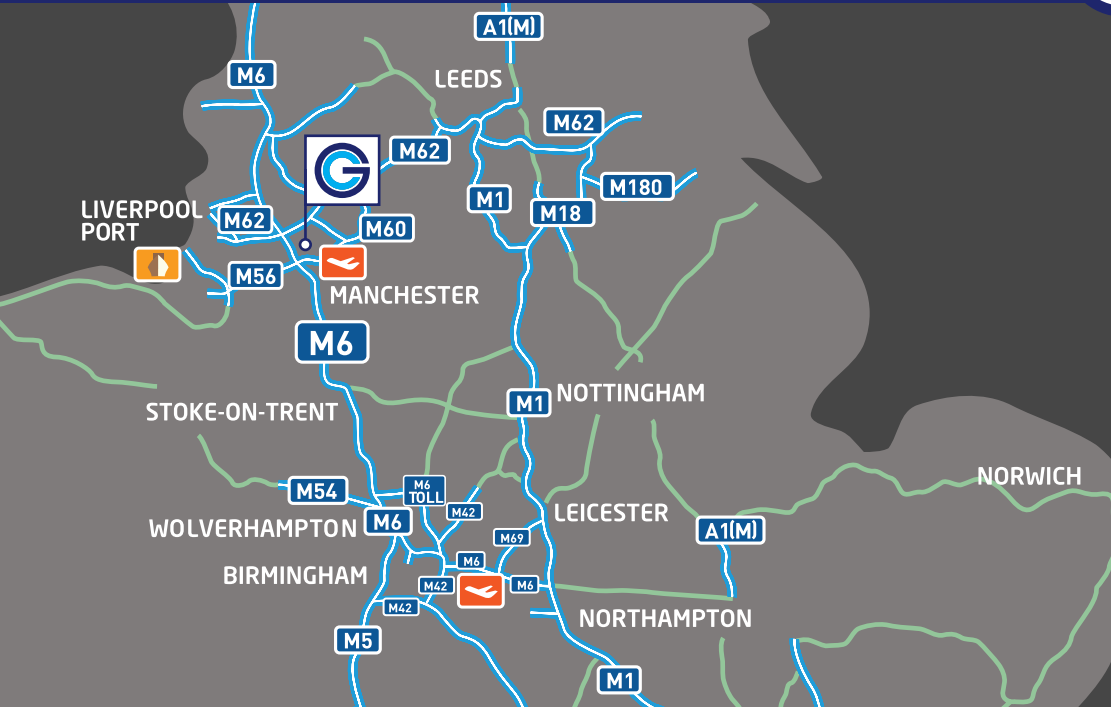 A1(M)
M6
LEEDS
M62
M62
M180
M1
M18
LIVERPOOL
PORT
M62
M60
M56
MANCHESTER
M6
NOTTINGHAM
M1
STOKE-ON-TRENT
NORWICH
M54
M6
TOLL
M42
LEICESTER
WOLVERHAMPTON
M6
A1(M)
M69
M6
BIRMINGHAM
M42
M6
M42
NORTHAMPTON
M5
M1
G